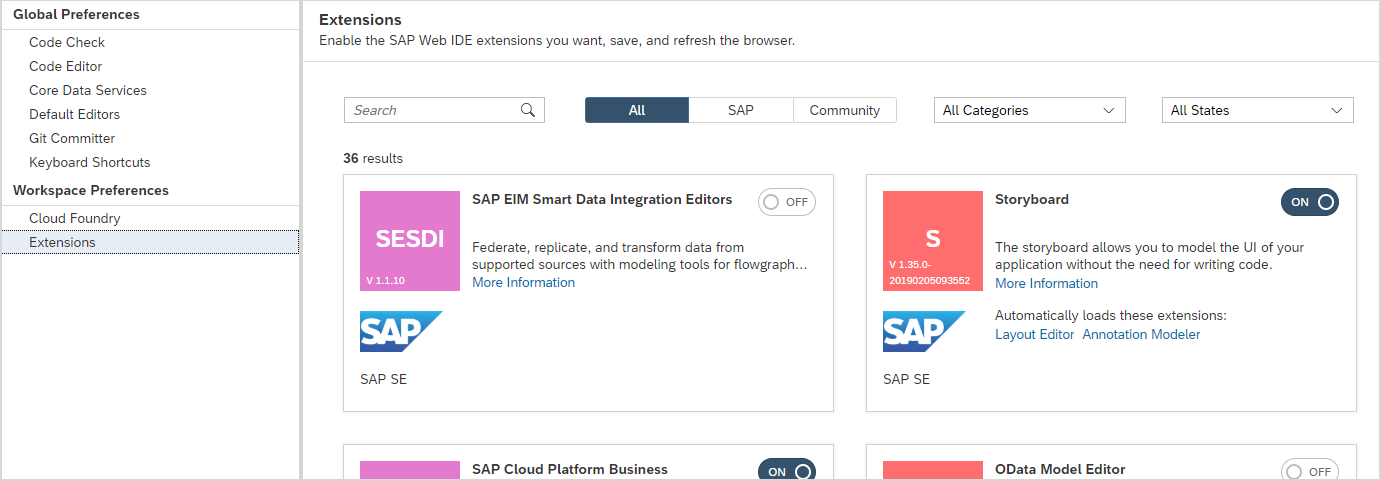 Global Preferences
Code Check
Code Editor
Core Data Services
Default Editors
Git Committer
Keyboard Shortcuts
Workspace Preferences
Cloud Foundry
Extensions
Extensions
Enable the SAP Web IDE extensions you want, save, and refresh the browser.
Search
All
SAP
Community
All Categories
All States
36 results
SESDI
V 1.1.10
SAP EIM Smart Data Integration Editors
OFF
Federate, replicate, and transform data from
supported sources with modeling tools for flowgraph...
More Information
SAP
SAP SE
S
V 1.35.0-
20190205093552
Storyboard
ON
The storyboard allows you to model the UI of your
application without the need for writing code.
More Information
Automatically loads these extensions:
Layout Editor Annotation Modeler
SAP
SAP SE
SAP Cloud Platform Business
ON
OData Model Editor
OFF